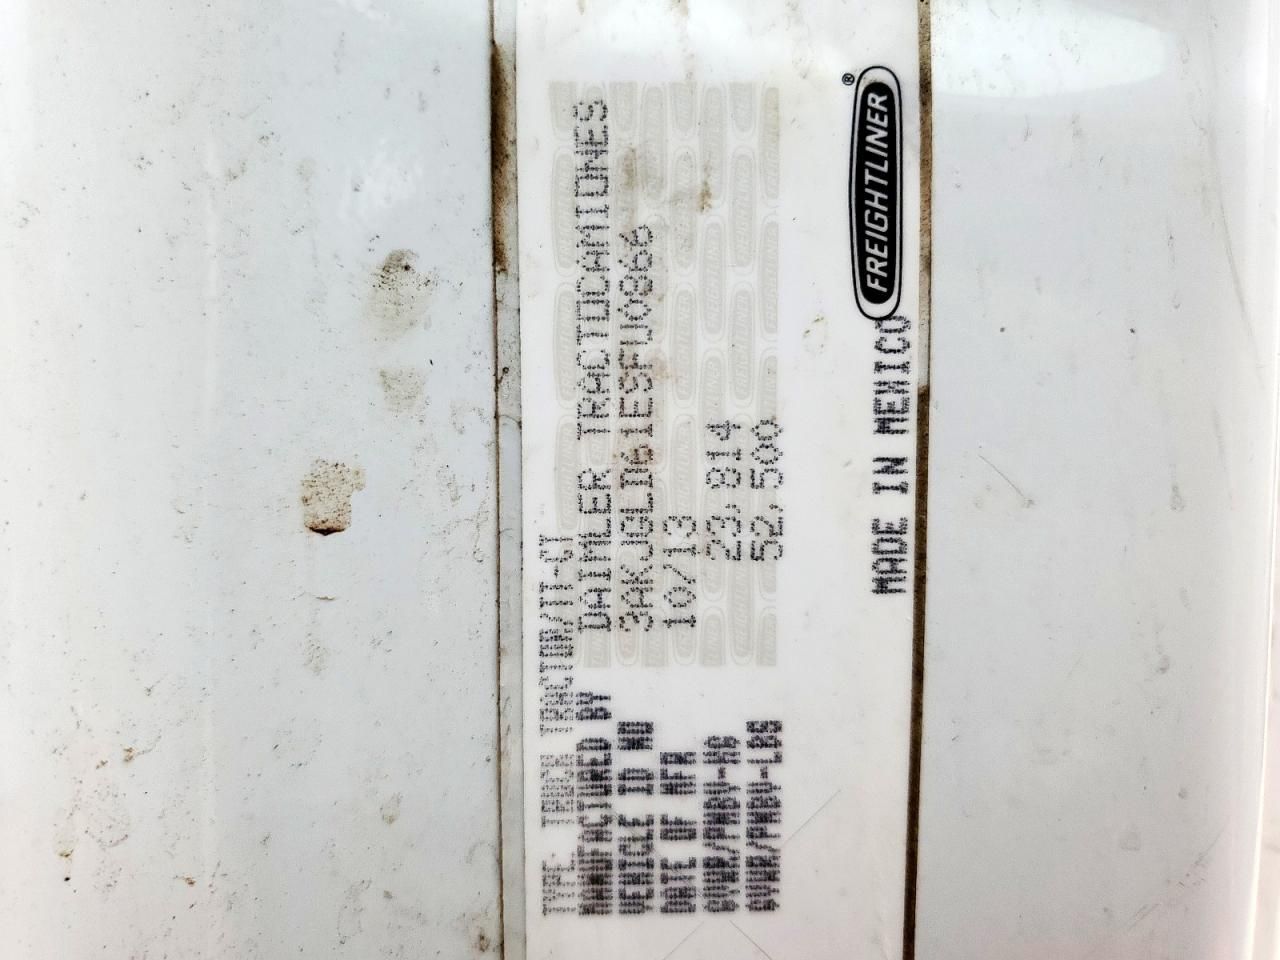 TYPE- TRUCK TRACTOR/TT-CT
MANUFACTURED BY DAIMLER TRACTOCAMIONES
VEHICLE ID NO 3AKJGLD61ESFU0866
DATE OF MFR 10/13
GVWR/PNBV-KG 23,814
GVWR/PNBV-LBS 52,500
MADE IN MEXICO
FREIGHTLINER®